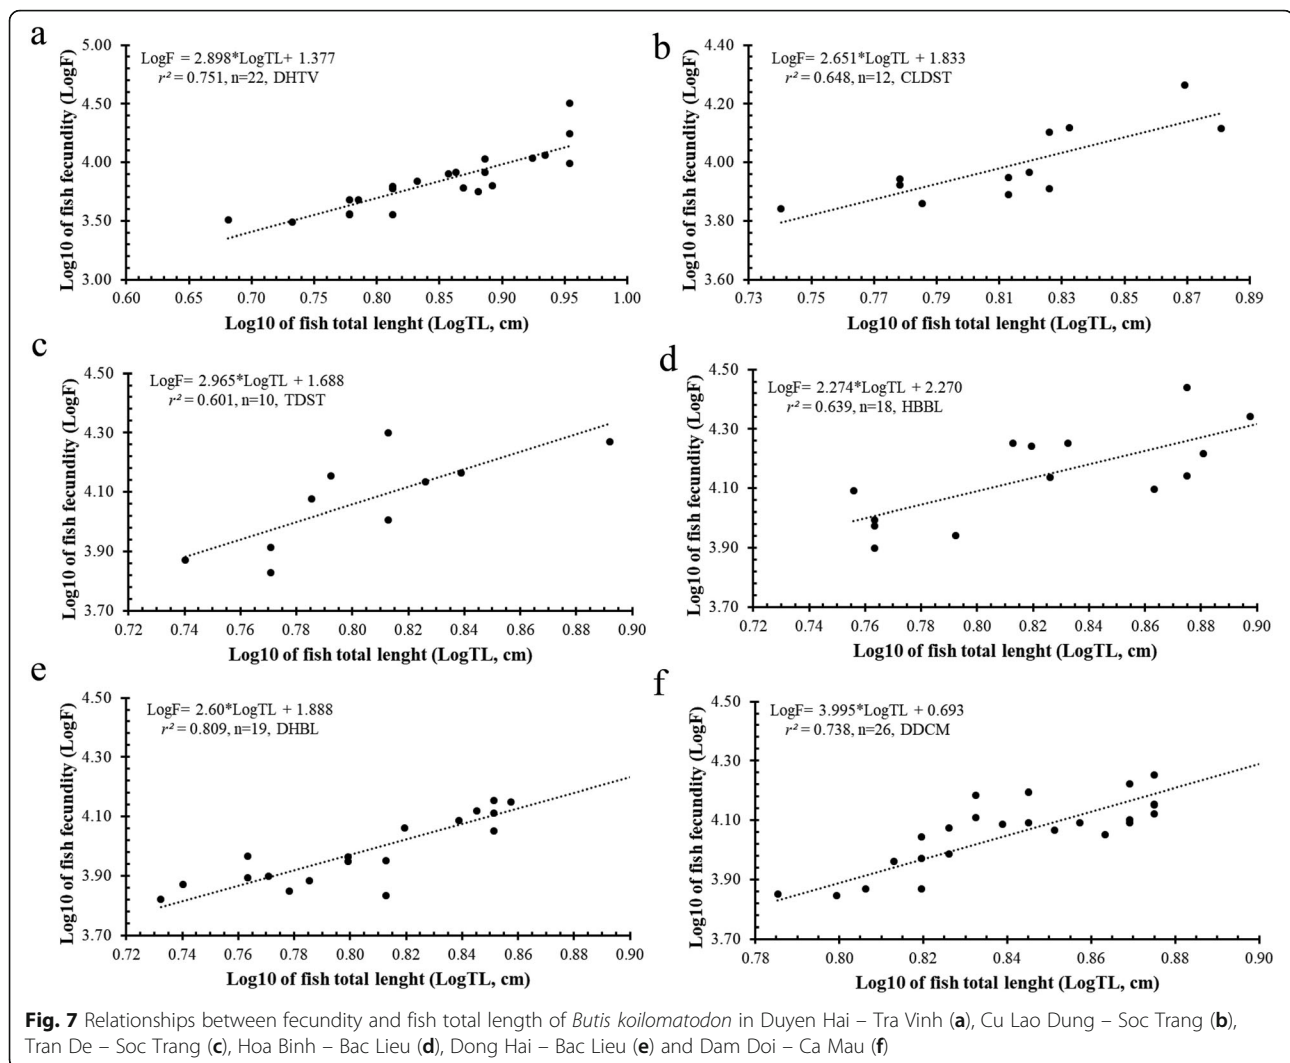 a
LogF = 2.898*LogTL+ 1.377
r² = 0.751, n=22, DHTV
Log10 of fish fecundity (LogF)
5.00
4.50
4.00
3.50
3.00
0.60 0.70 0.75 0.80 0.85 0.90 0.95 1.00
Log10 of fish total lenght (LogTL, cm)
b
LogF= 2.651*LogTL + 1.833
r² = 0.648, n=12, CLDST
Log10 of fish fecundity (LogF)
4.40
4.20
4.00
3.80
3.60
0.73 0.75 0.77 0.79 0.81 0.83 0.85 0.87 0.89
Log10 of fish total lenght (LogTL, cm)
c
LogF= 2.965*LogTL + 1.688
r² = 0.601, n=10, TDST
Log10 of fish fecundity (LogF)
4.50
4.30
4.10
3.90
3.70
0.72 0.74 0.76 0.78 0.80 0.82 0.84 0.86 0.88 0.90
Log10 of fish total lenght (LogTL, cm)
d
LogF= 2.274*LogTL + 2.270
r² = 0.639, n=18, HBBL
Log10 of fish fecundity (LogF)
4.50
4.30
4.10
3.90
3.70
0.72 0.74 0.76 0.78 0.80 0.82 0.84 0.86 0.88 0.90
Log10 of fish total lenght (LogTL, cm)
e
LogF= 2.60*LogTL + 1.888
r² = 0.809, n=19, DHBL
Log10 of fish fecundity (LogF)
4.50
4.30
4.10
3.90
3.70
0.72 0.74 0.76 0.78 0.80 0.82 0.84 0.86 0.88 0.90
Log10 of fish total lenght (LogTL, cm)
f
LogF= 3.995*LogTL + 0.693
r² = 0.738, n=26, DDCM
Log10 of fish fecundity (LogF)
4.50
4.30
4.10
3.90
3.70
0.78 0.80 0.82 0.84 0.86 0.88 0.90
Log10 of fish total lenght (LogTL, cm)
Fig. 7 Relationships between fecundity and fish total length of Butis koilomatodon in Duyen Hai – Tra Vinh (a), Cu Lao Dung – Soc Trang (b),
Tran De – Soc Trang (c), Hoa Binh – Bac Lieu (d), Dong Hai – Bac Lieu (e) and Dam Doi – Ca Mau (f)